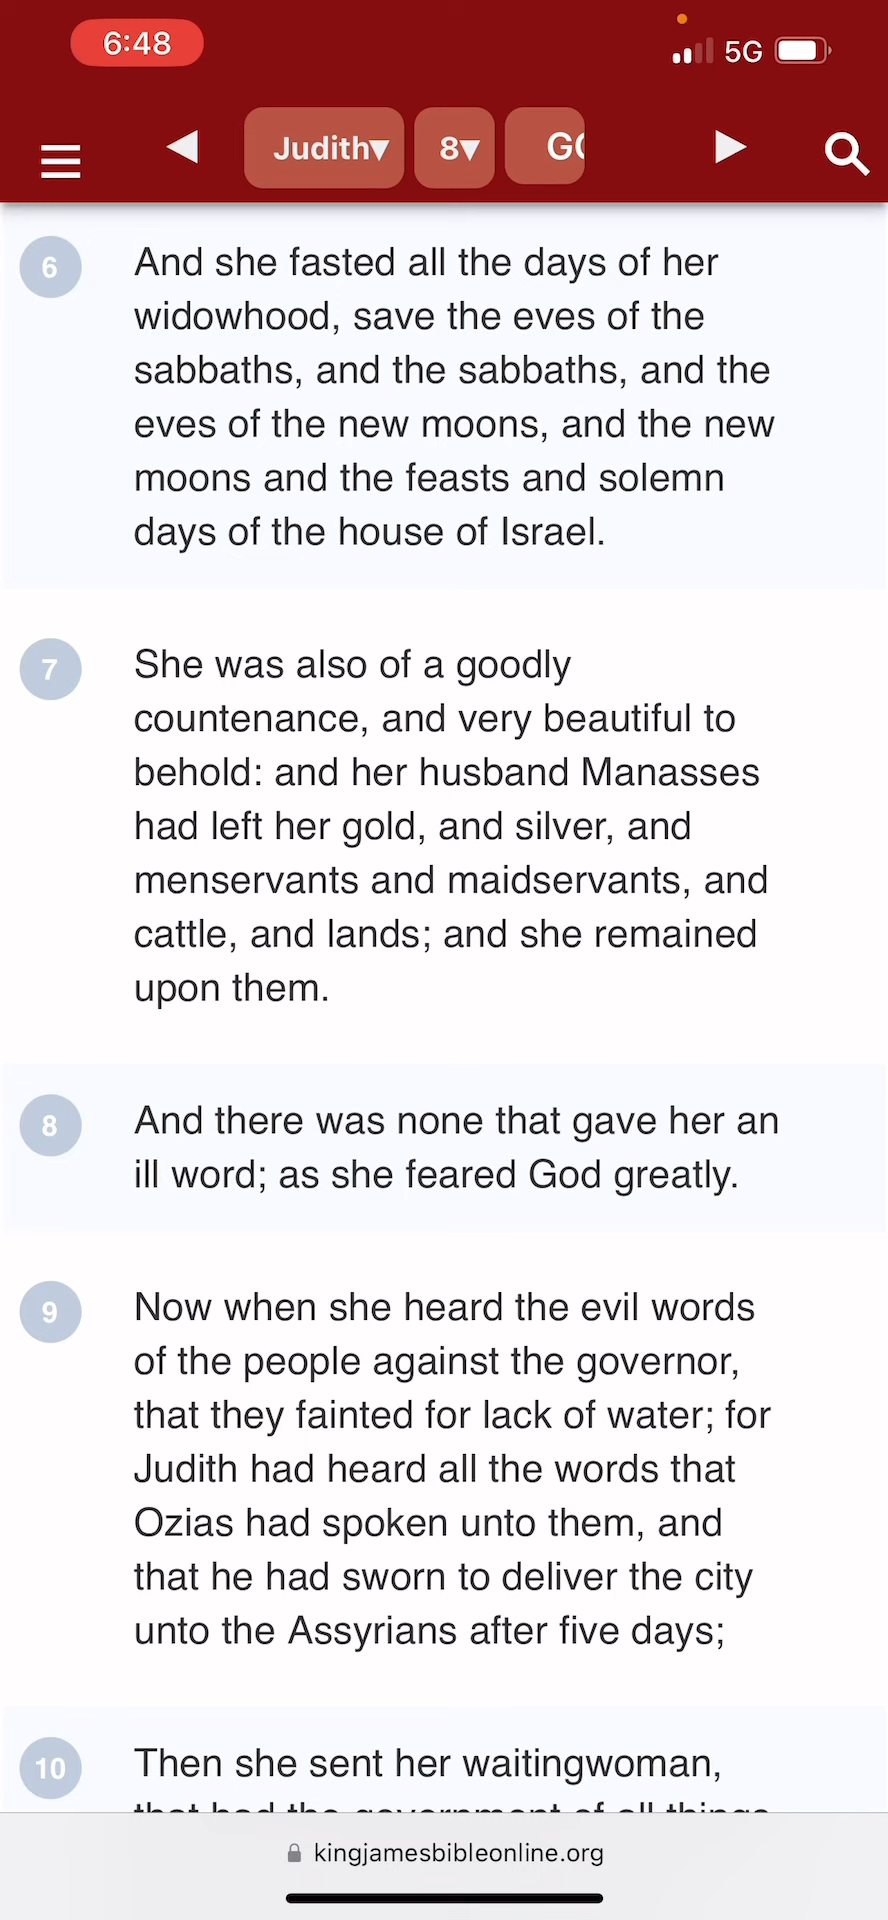 6:48
5G
Judith▼ 8▼
6 And she fasted all the days of her
widowhood, save the eves of the
sabbaths, and the sabbaths, and the
eves of the new moons, and the new
moons and the feasts and solemn
days of the house of Israel.
7 She was also of a goodly
countenance, and very beautiful to
behold: and her husband Manasses
had left her gold, and silver, and
menservants and maidservants, and
cattle, and lands; and she remained
upon them.
8 And there was none that gave her an
ill word; as she feared God greatly.
9 Now when she heard the evil words
of the people against the governor,
that they fainted for lack of water; for
Judith had heard all the words that
Ozias had spoken unto them, and
that he had sworn to deliver the city
unto the Assyrians after five days;
10 Then she sent her waitingwoman,
that had the government of all things
kingjamesbibleonline.org